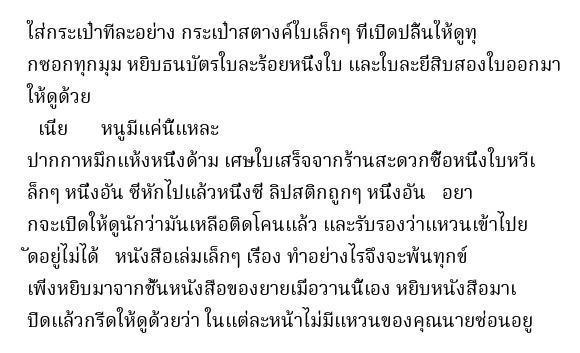 ใส่กระเป๋าทีละอย่าง กระเป๋าสตางค์ใบเล็กๆ ที่เปิดปลิ้นให้ดูทุ
กซอกทุกมุม หยิบธนบัตรใบละร้อยหนึ่งใบ และใบละยี่สิบสองใบออกมา
ให้ดูด้วย
เนี่ย หนูมีแค่นี้แหละ
ปากกาหมึกแห้งหนึ่งด้าม เศษใบเสร็จจากร้านสะดวกซื้อหนึ่งใบหวีเ
ล็กๆ หนึ่งอัน ซี่หักไปแล้วหนึ่งซี่ ลิปสติกถูกๆ หนึ่งอัน อยา
กจะเปิดให้ดูนักว่ามันเหลือติดโคนแล้ว และรับรองว่าแหวนเข้าไปย
ัดอยู่ไม่ได้ หนังสือเล่มเล็กๆ เรื่อง ทำอย่างไรจึงจะพ้นทุกข์
เพิ่งหยิบมาจากชั้นหนังสือของยายเมื่อวานนี้เอง หยิบหนังสือมาเ
ปิดแล้วกรีดให้ดูด้วยว่า ในแต่ละหน้าไม่มีแหวนของคุณนายซ่อนอยู่